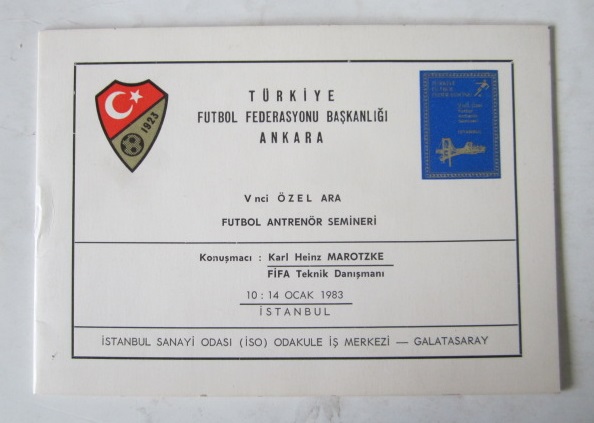 1923
TÜRKİYE
FUTBOL FEDERASYONU BAŞKANLIĞI
ANKARA
V nci ÖZEL ARA
FUTBOL ANTRENÖR SEMİNERİ
Konuşmacı : Karl Heinz MAROTZKE
FİFA Teknik Danışmanı
10 : 14 OCAK 1983
İSTANBUL
İSTANBUL SANAYİ ODASI (İSO) ODAKULE İŞ MERKEZİ — GALATASARAY